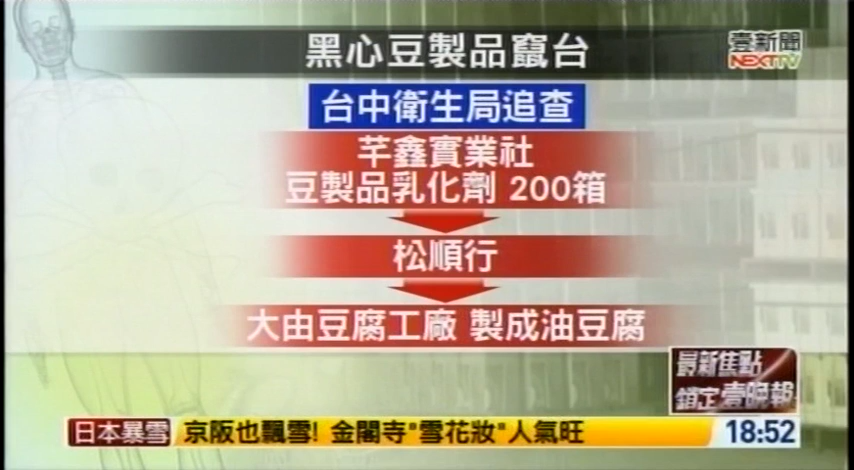 黑心豆製品竄台
壹新聞
NEXTTV
台中衛生局追查
芊鑫實業社
豆製品乳化劑 200箱
松順行
大由豆腐工廠 製成油豆腐
最新焦點
鎖定壹晚報
日本暴雪 京阪也飄雪! 金閣寺"雪花妝"人氣旺 18:52